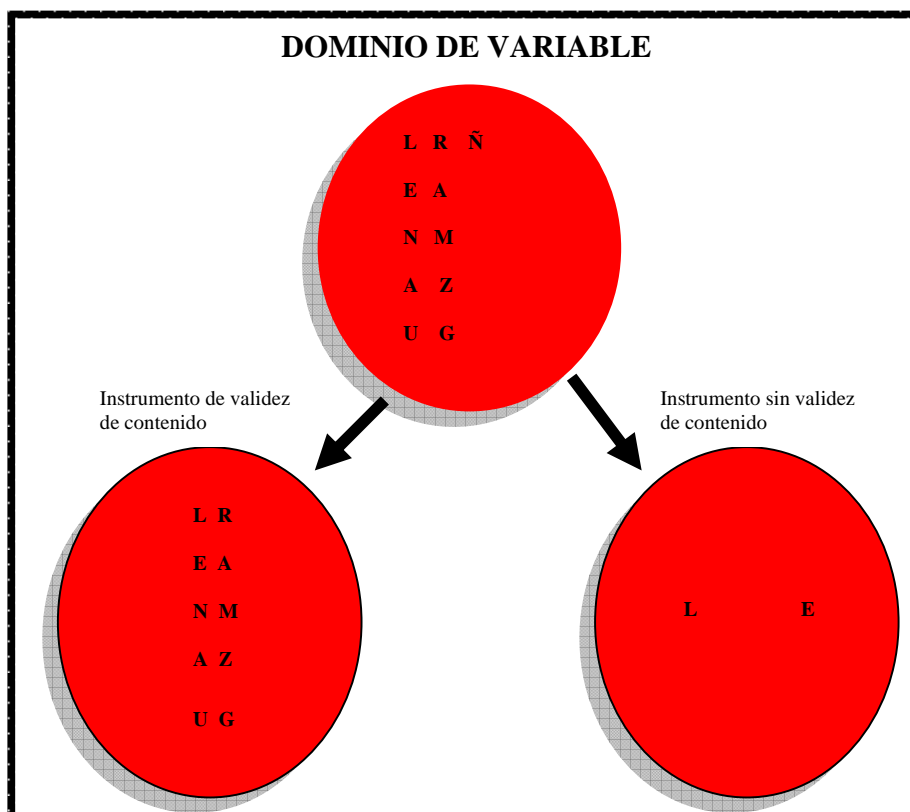 DOMINIO DE VARIABLE
L R Ñ
E A
N M
A Z
U G
Instrumento de validez
de contenido
Instrumento sin validez
de contenido
L R
E A
N M
A Z
U G
L E